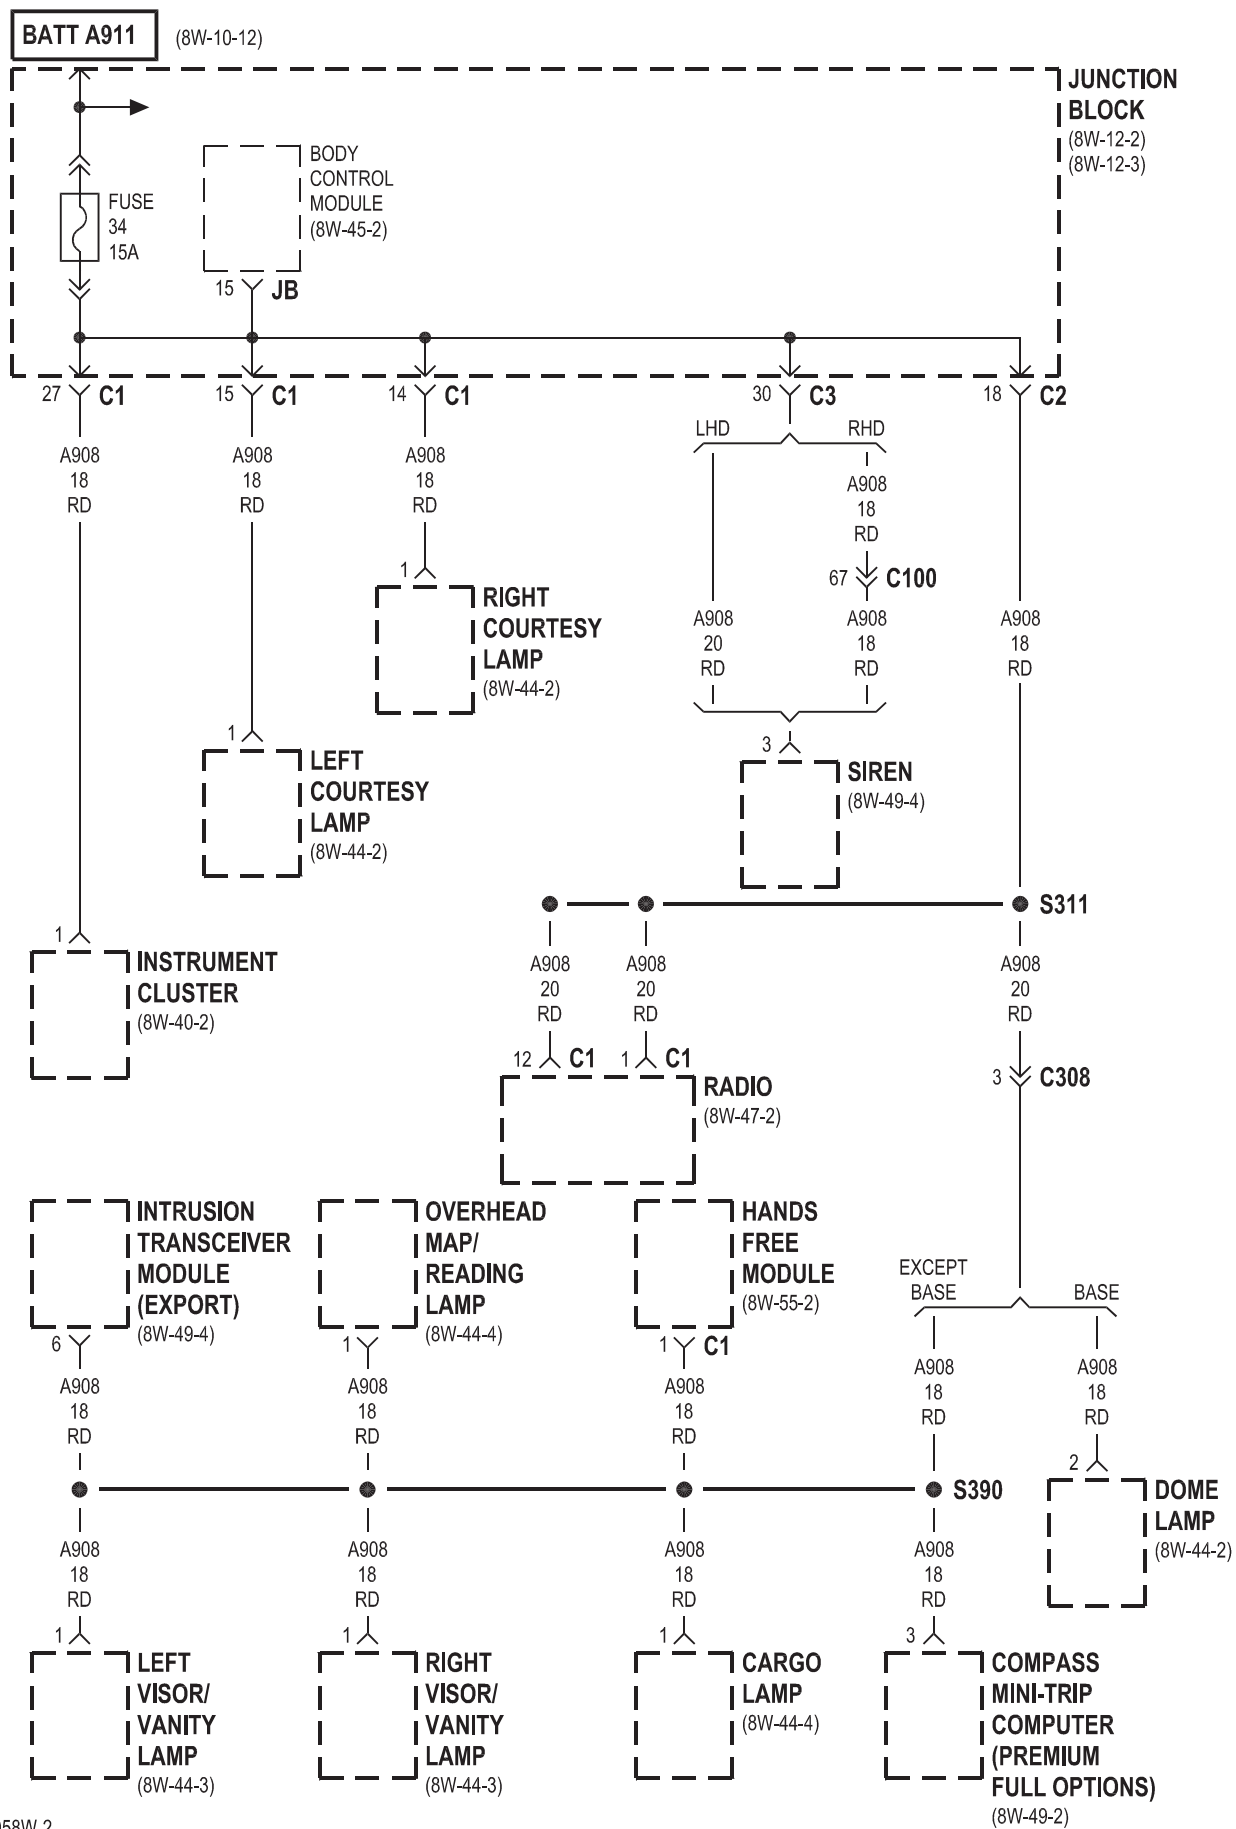 BATT A911
(8W-10-12)
JUNCTION
BLOCK
(8W-12-2)
(8W-12-3)
BODY
CONTROL
MODULE
(8W-45-2)
FUSE
34
15A
15 JB
27 C1
15 C1
14 C1
30 C3
18 C2
LHD
RHD
A908
18
RD
A908
18
RD
A908
18
RD
A908
18
RD
67 C100
1
RIGHT
COURTESY
LAMP
(8W-44-2)
A908
20
RD
A908
18
RD
A908
18
RD
1
LEFT
COURTESY
LAMP
(8W-44-2)
3
SIREN
(8W-49-4)
S311
1
INSTRUMENT
CLUSTER
(8W-40-2)
A908
20
RD
A908
20
RD
A908
20
RD
12 C1
1 C1
RADIO
(8W-47-2)
3 C308
INTRUSION
TRANSCEIVER
MODULE
(EXPORT)
(8W-49-4)
OVERHEAD
MAP/
READING
LAMP
(8W-44-4)
HANDS
FREE
MODULE
(8W-55-2)
EXCEPT
BASE
BASE
6
1
1 C1
A908
18
RD
A908
18
RD
A908
18
RD
A908
18
RD
A908
18
RD
2
S390
DOME
LAMP
(8W-44-2)
A908
18
RD
A908
18
RD
A908
18
RD
A908
18
RD
1
LEFT
VISOR/
VANITY
LAMP
(8W-44-3)
1
RIGHT
VISOR/
VANITY
LAMP
(8W-44-3)
1
CARGO
LAMP
(8W-44-4)
3
COMPASS
MINI-TRIP
COMPUTER
(PREMIUM
FULL OPTIONS)
(8W-49-2)